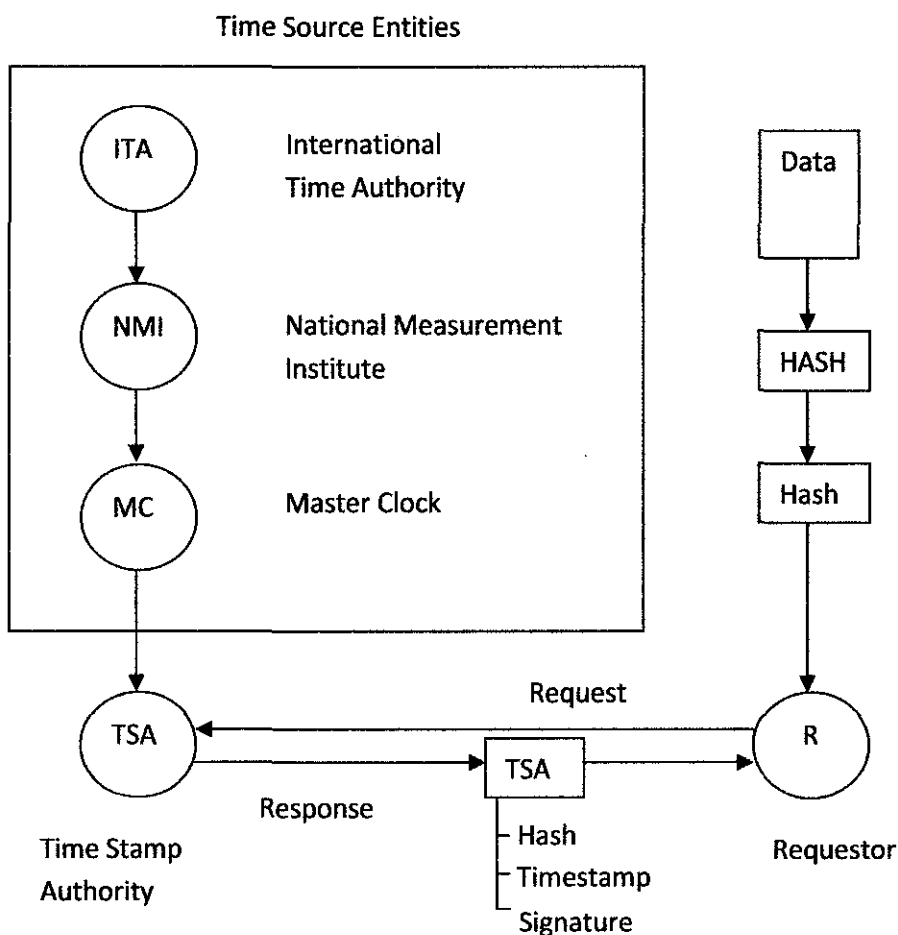 Time Source Entities
ITA
International
Time Authority
Data
NMI
National Measurement
Institute
HASH
MC
Master Clock
Hash
Request
TSA
R
TSA
Response
Hash
Timestamp
Signature
Time Stamp
Authority
Requestor